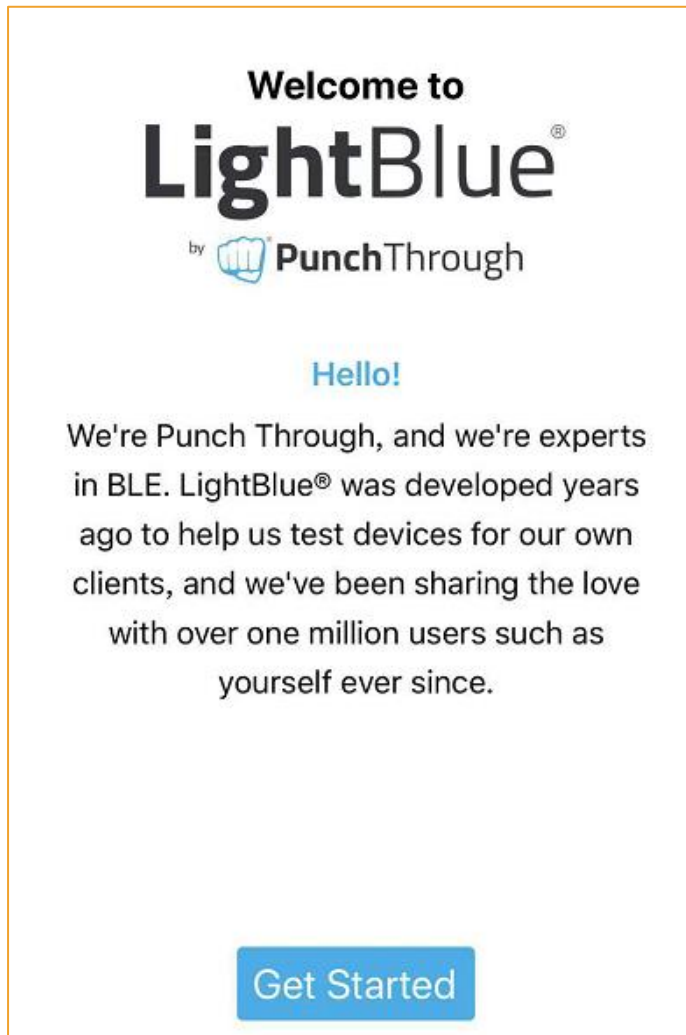 Welcome to
LightBlue®
by PunchThrough
Hello!
We're Punch Through, and we're experts
in BLE. LightBlue® was developed years
ago to help us test devices for our own
clients, and we've been sharing the love
with over one million users such as
yourself ever since.
Get Started